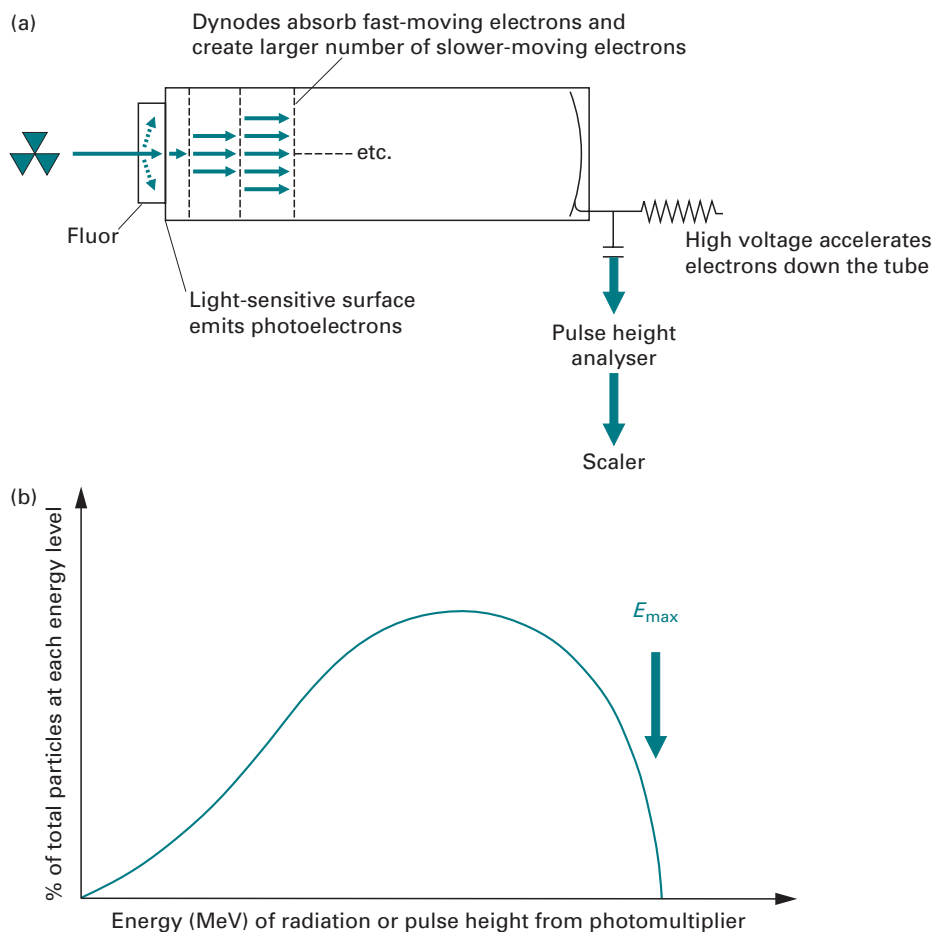 (a)
Dynodes absorb fast-moving electrons and
create larger number of slower-moving electrons
etc.
Fluor
High voltage accelerates
electrons down the tube
Light-sensitive surface
emits photoelectrons
Pulse height
analyser
Scaler
(b)
% of total particles at each energy level
E max
Energy (MeV) of radiation or pulse height from photomultiplier